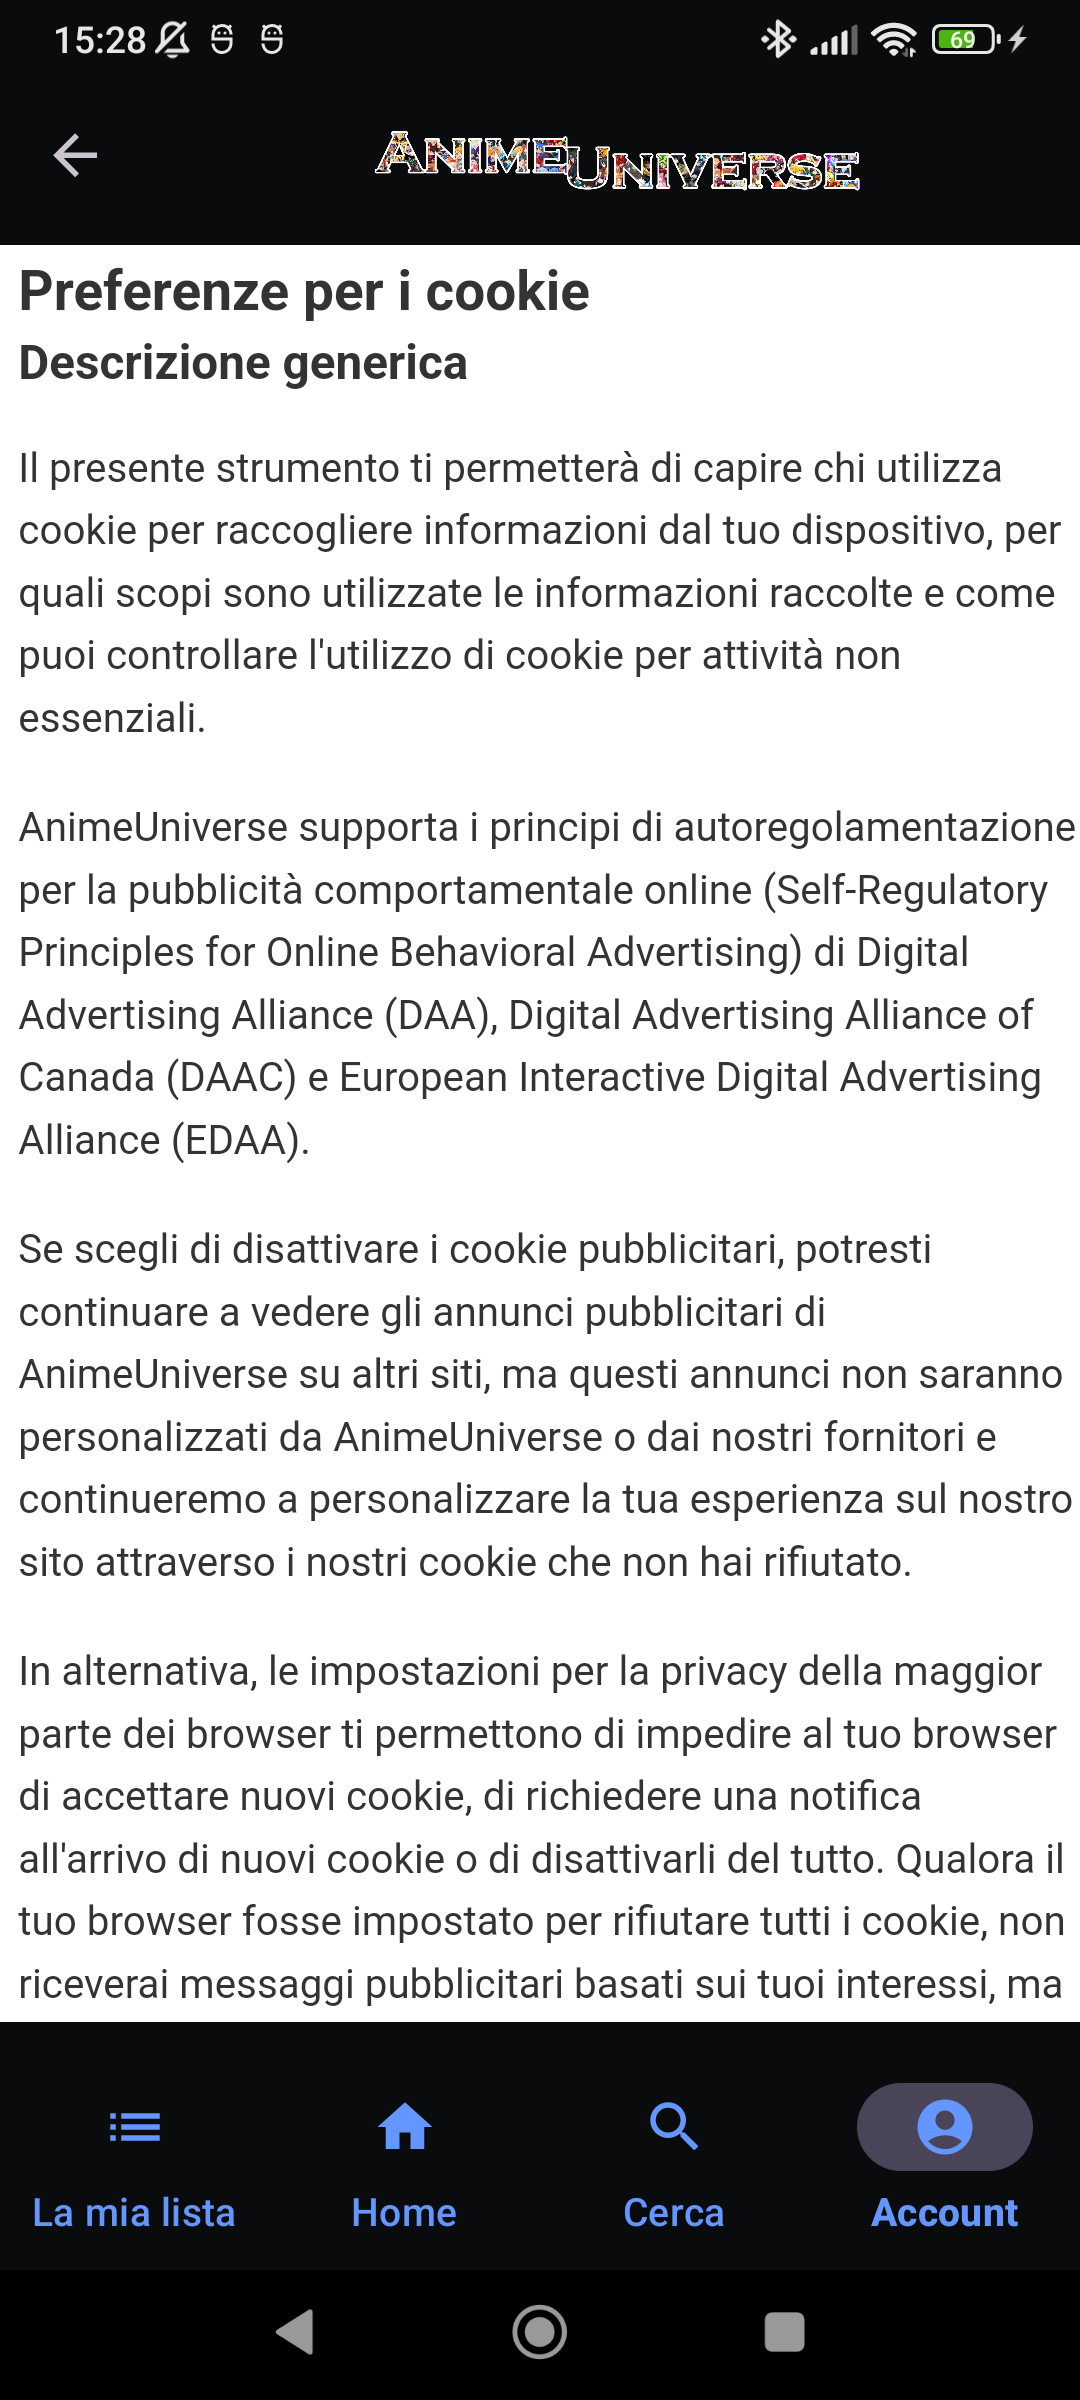 15:28
69
AnimeUniverse
Preferenze per i cookie
Descrizione generica
Il presente strumento ti permetterà di capire chi utilizza
cookie per raccogliere informazioni dal tuo dispositivo, per
quali scopi sono utilizzate le informazioni raccolte e come
puoi controllare l'utilizzo di cookie per attività non
essenziali.
AnimeUniverse supporta i principi di autoregolamentazione
per la pubblicità comportamentale online (Self-Regulatory
Principles for Online Behavioral Advertising) di Digital
Advertising Alliance (DAA), Digital Advertising Alliance of
Canada (DAAC) e European Interactive Digital Advertising
Alliance (EDAA).
Se scegli di disattivare i cookie pubblicitari, potresti
continuare a vedere gli annunci pubblicitari di
AnimeUniverse su altri siti, ma questi annunci non saranno
personalizzati da AnimeUniverse o dai nostri fornitori e
continueremo a personalizzare la tua esperienza sul nostro
sito attraverso i nostri cookie che non hai rifiutato.
In alternativa, le impostazioni per la privacy della maggior
parte dei browser ti permettono di impedire al tuo browser
di accettare nuovi cookie, di richiedere una notifica
all'arrivo di nuovi cookie o di disattivarli del tutto. Qualora il
tuo browser fosse impostato per rifiutare tutti i cookie, non
riceverai messaggi pubblicitari basati sui tuoi interessi, ma
La mia lista
Home
Cerca
Account